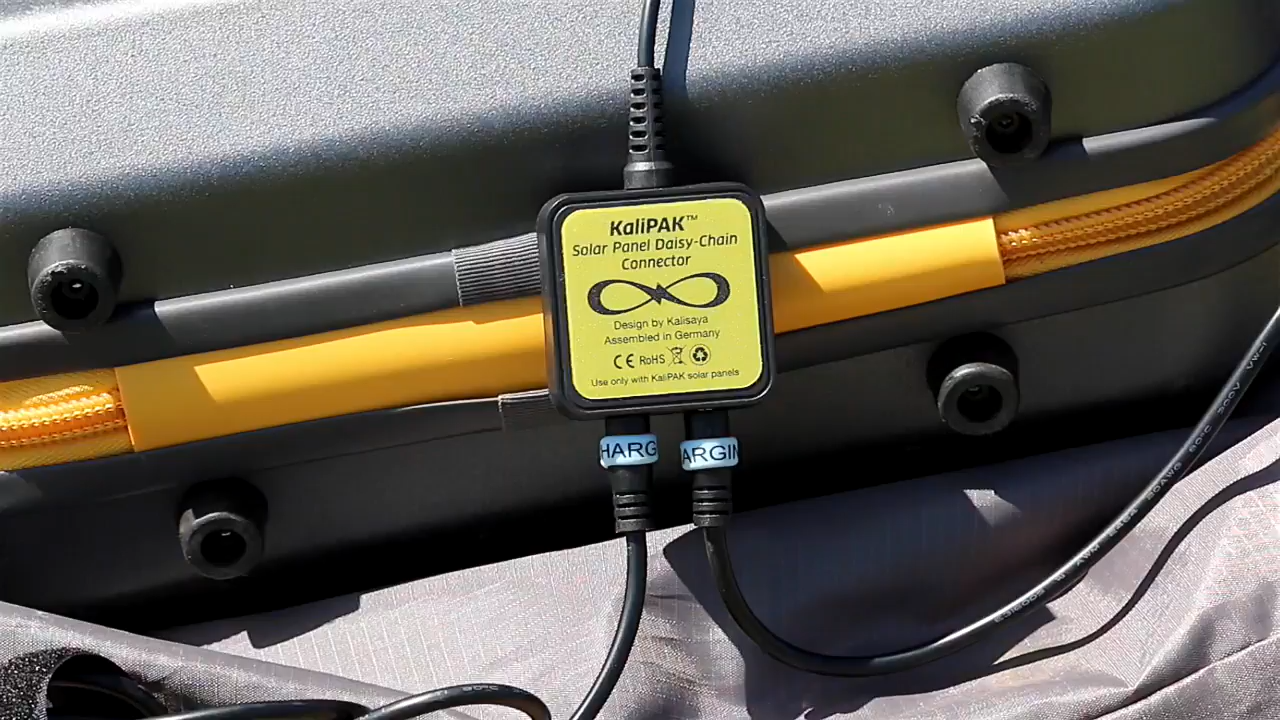 KaliPAK™
Solar Panel Daisy-Chain
Connector
Design by Kalisaya
Assembled in Germany
CE RoHS
Use only with KaliPAK solar panels
HARG
ARGIN